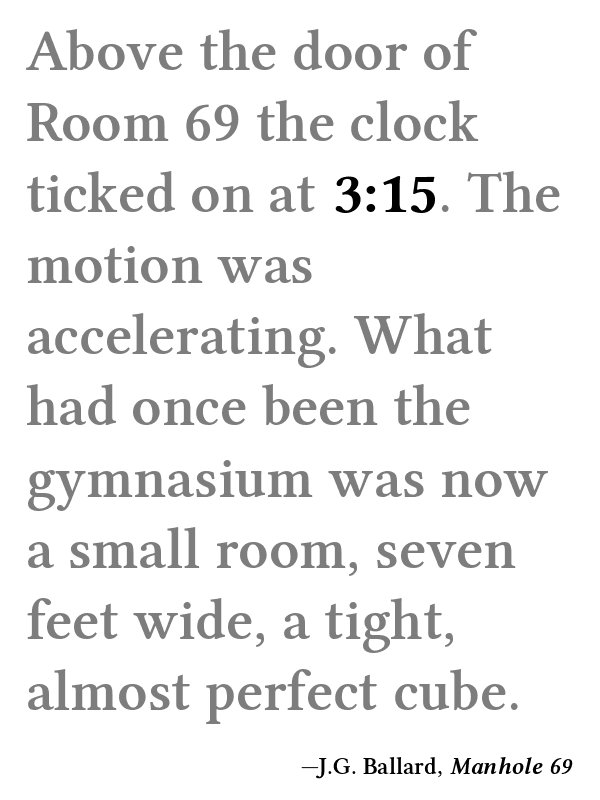 Above the door of
Room 69 the clock
ticked on at 3:15. The
motion was
accelerating. What
had once been the
gymnasium was now
a small room, seven
feet wide, a tight,
almost perfect cube.
—J.G. Ballard, Manhole 69